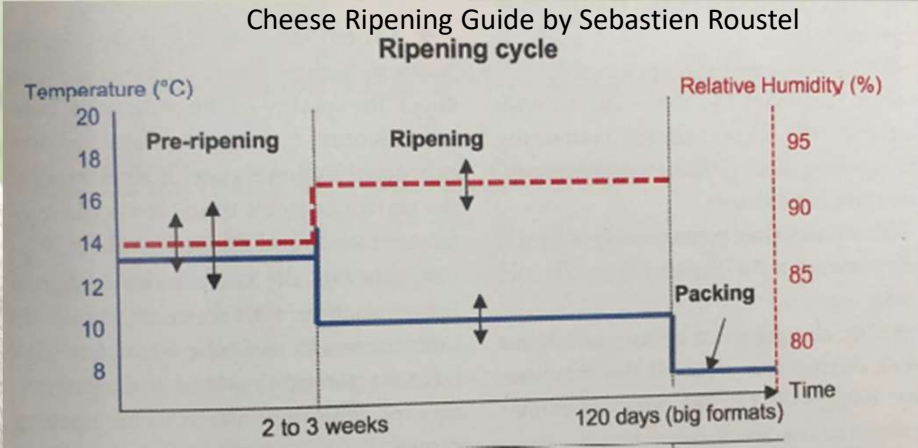 Cheese Ripening Guide by Sebastien Roustel
Ripening cycle
Temperature (°C)
Relative Humidity (%)
20
18
16
14
12
10
8
Pre-ripening
Ripening
95
90
85
80
Packing
Time
2 to 3 weeks
120 days (big formats)